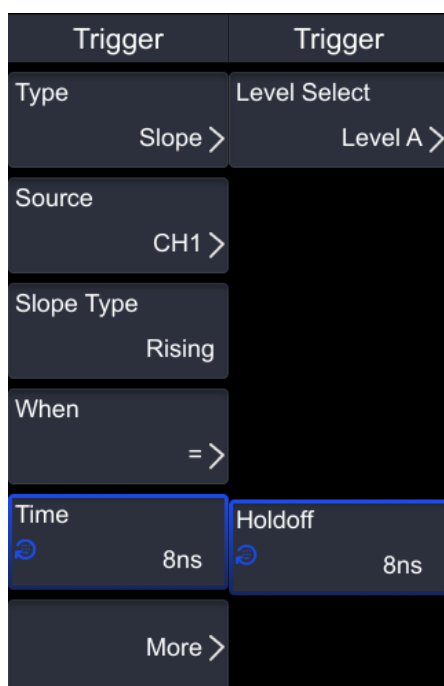 Trigger
Type
Slope >
Source
CH1 >
Slope Type
Rising
When
= >
Time
8ns
More >
Trigger
Level Select
Level A >
Holdoff
8ns